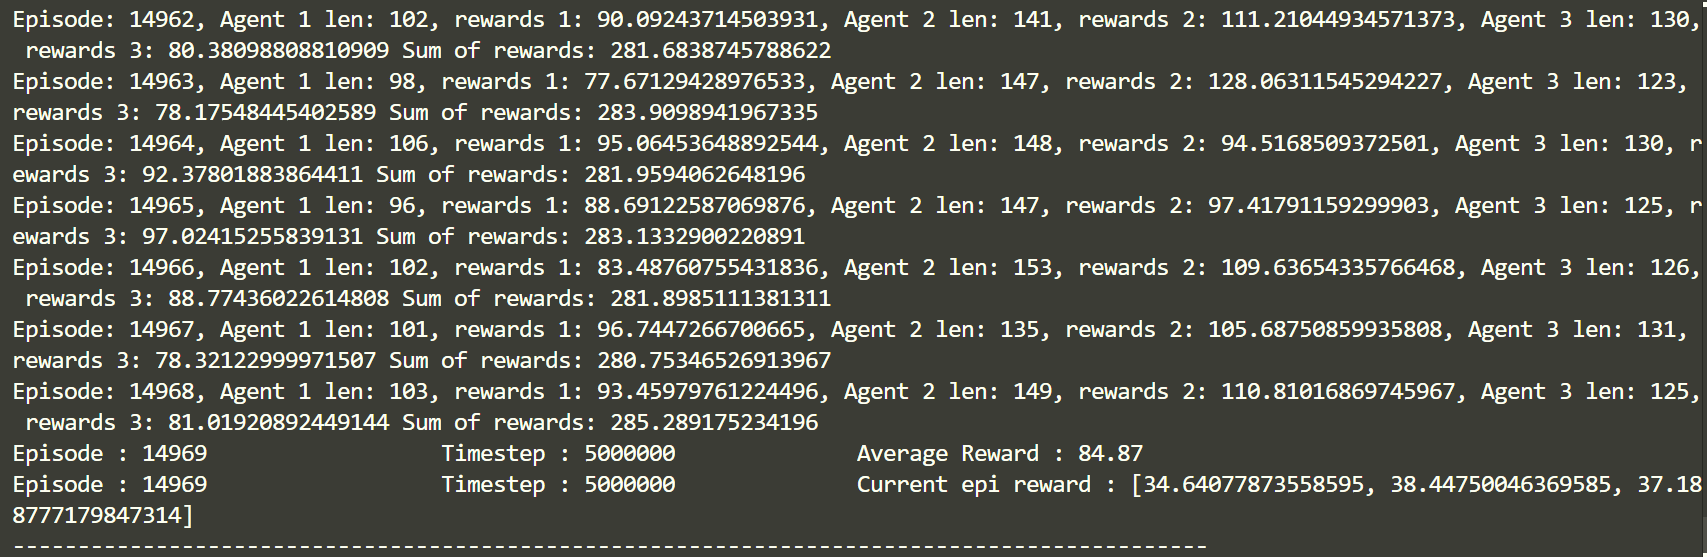 Episode: 14962, Agent 1 len: 102, rewards 1: 90.09243714503931, Agent 2 len: 141, rewards 2: 111.21044934571373, Agent 3 len: 130,
rewards 3: 80.38098808810909 Sum of rewards: 281.6838745788622
Episode: 14963, Agent 1 len: 98, rewards 1: 77.67129428976533, Agent 2 len: 147, rewards 2: 128.06311545294227, Agent 3 len: 123,
rewards 3: 78.17548445402589 Sum of rewards: 283.9098941967335
Episode: 14964, Agent 1 len: 106, rewards 1: 95.06453648892544, Agent 2 len: 148, rewards 2: 94.5168509372501, Agent 3 len: 130, r
ewards 3: 92.37801883864411 Sum of rewards: 281.9594062648196
Episode: 14965, Agent 1 len: 96, rewards 1: 88.69122587069876, Agent 2 len: 147, rewards 2: 97.41791159299903, Agent 3 len: 125, r
ewards 3: 97.02415255839131 Sum of rewards: 283.1332900220891
Episode: 14966, Agent 1 len: 102, rewards 1: 83.48760755431836, Agent 2 len: 153, rewards 2: 109.63654335766468, Agent 3 len: 126,
rewards 3: 88.77436022614808 Sum of rewards: 281.8985111381311
Episode: 14967, Agent 1 len: 101, rewards 1: 96.7447266700665, Agent 2 len: 135, rewards 2: 105.68750859935808, Agent 3 len: 131,
rewards 3: 78.32122999971507 Sum of rewards: 280.75346526913967
Episode: 14968, Agent 1 len: 103, rewards 1: 93.45979761224496, Agent 2 len: 149, rewards 2: 110.81016869745967, Agent 3 len: 125,
rewards 3: 81.01920892449144 Sum of rewards: 285.289175234196
Episode : 14969 Timestep : 5000000 Average Reward : 84.87
Episode : 14969 Timestep : 5000000 Current epi reward : [34.64077873558595, 38.44750046369585, 37.18
8777179847314]
--------------------------------------------------------------------------------------------